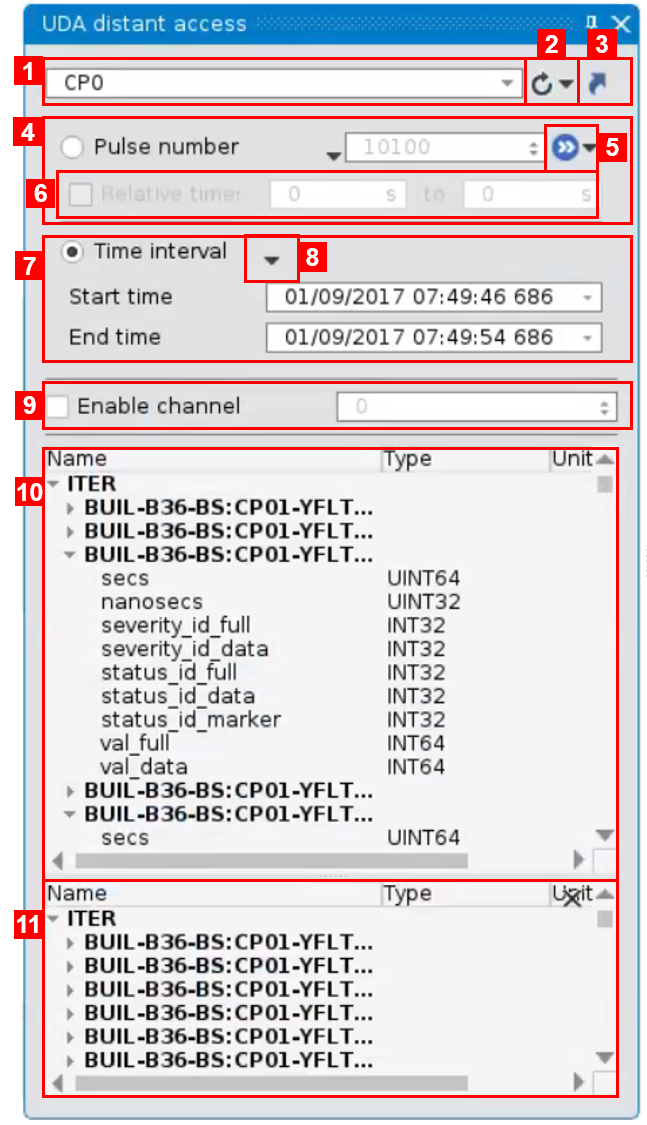 UDA distant access
2 3
1 CP0
4 Pulse number 10100 5
6 Relative time: 0 s to 0 s
7 Time interval 8
Start time 01/09/2017 07:49:46 686
End time 01/09/2017 07:49:54 686
9 Enable channel 0
Name Type Unit
10 ITER
BUIL-B36-BS:CP01-YFLT...
BUIL-B36-BS:CP01-YFLT...
BUIL-B36-BS:CP01-YFLT...
secs UINT64
nanosecs UINT32
severity_id_full INT32
severity_id_data INT32
status_id_full INT32
status_id_data INT32
status_id_marker INT32
val_full INT64
val_data INT64
BUIL-B36-BS:CP01-YFLT...
BUIL-B36-BS:CP01-YFLT...
secs UINT64
Name Type Unit
11 ITER
BUIL-B36-BS:CP01-YFLT...
BUIL-B36-BS:CP01-YFLT...
BUIL-B36-BS:CP01-YFLT...
BUIL-B36-BS:CP01-YFLT...
BUIL-B36-BS:CP01-YFLT...
BUIL-B36-BS:CP01-YFLT...